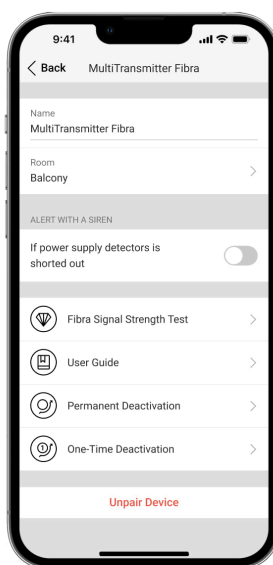 9:41
Back MultiTransmitter Fibra
Name
MultiTransmitter Fibra
Room
Balcony
ALERT WITH A SIREN
If power supply detectors is
shorted out
Fibra Signal Strength Test
User Guide
Permanent Deactivation
One-Time Deactivation
Unpair Device